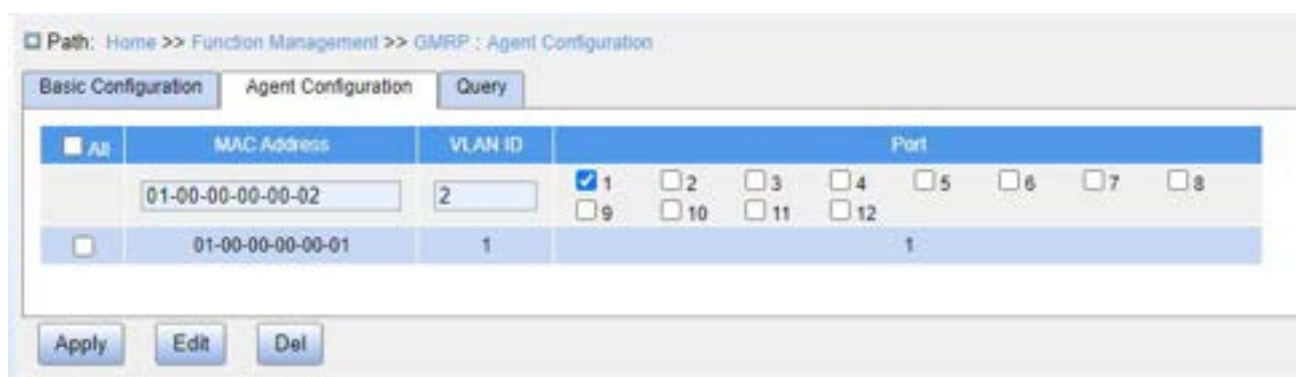 Path: Home >> Function Management >> GMRP : Agent Configuration
Basic Configuration Agent Configuration Query
All MAC Address VLAN ID Port
01-00-00-00-00-02 2 1 2 3 4 5 6 7 8
9 10 11 12
01-00-00-00-00-01 1 1
Apply Edit Del